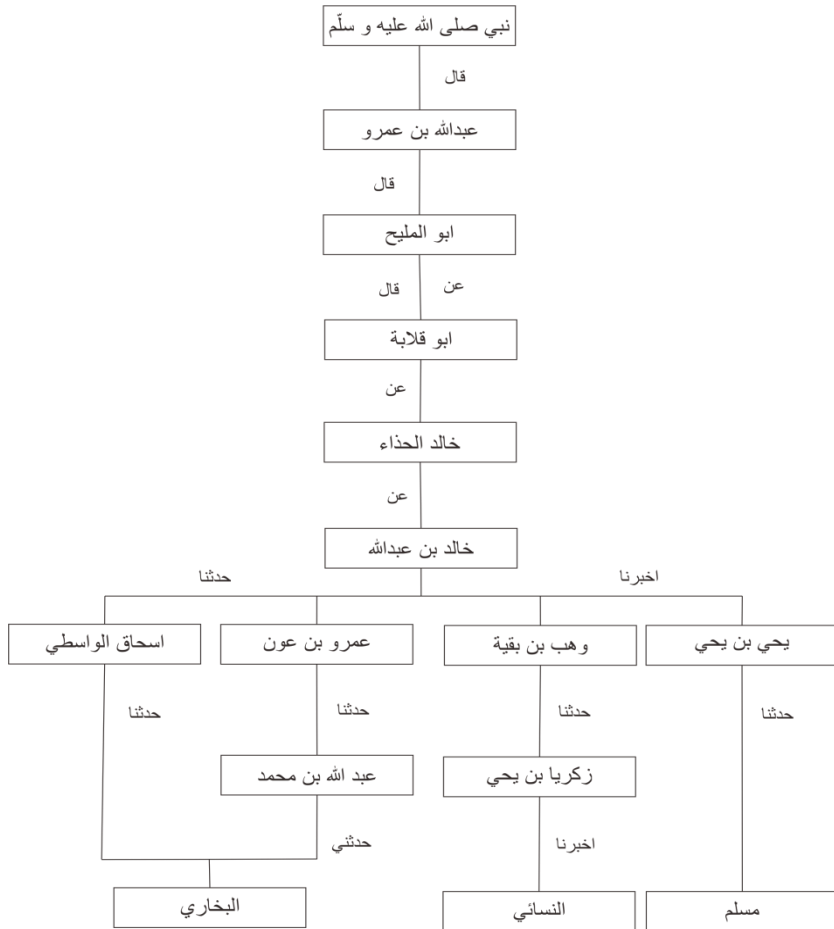 نبي صلى الله عليه و سلّم
قال
عبدالله بن عمرو
قال
ابو المليح
عن
قال
ابو قلابة
عن
خالد الحذاء
عن
خالد بن عبدالله
اخبرنا
حدثنا
يحي بن يحي
وهب بن بقية
عمرو بن عون
اسحاق الواسطي
حدثنا
حدثنا
حدثنا
حدثنا
زكريا بن يحي
عبد الله بن محمد
اخبرنا
حدثني
مسلم
النسائي
البخاري